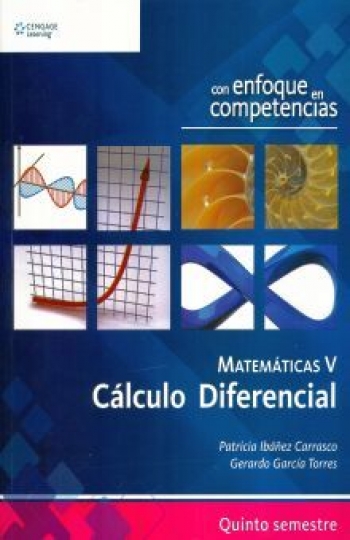 CENGAGE
Learning
con enfoque en
competencias
MATEMÁTICAS V
Cálculo Diferencial
Patricia Ibáñez Carrasco
Gerardo García Torres
Quinto semestre